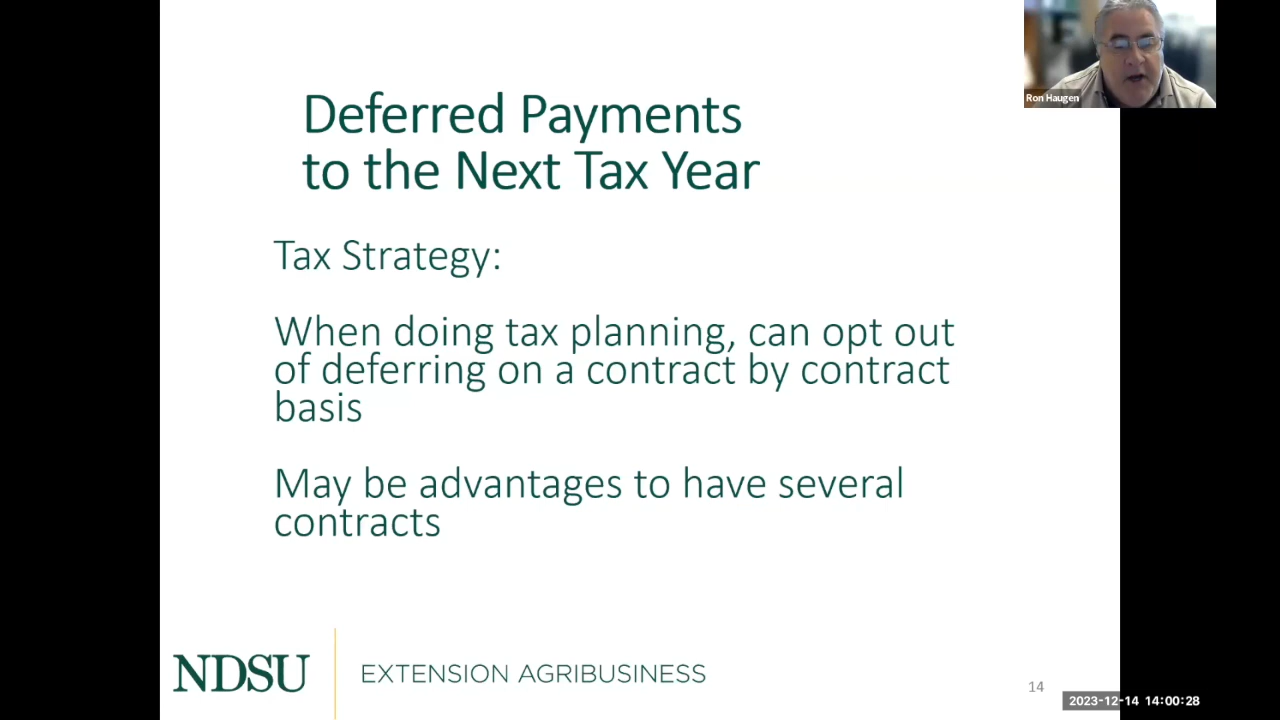 Ron Haugen
Deferred Payments
to the Next Tax Year
Tax Strategy:
When doing tax planning, can opt out
of deferring on a contract by contract
basis
May be advantages to have several
contracts
NDSU
EXTENSION AGRIBUSINESS
14
2023-12-14 14:00:28